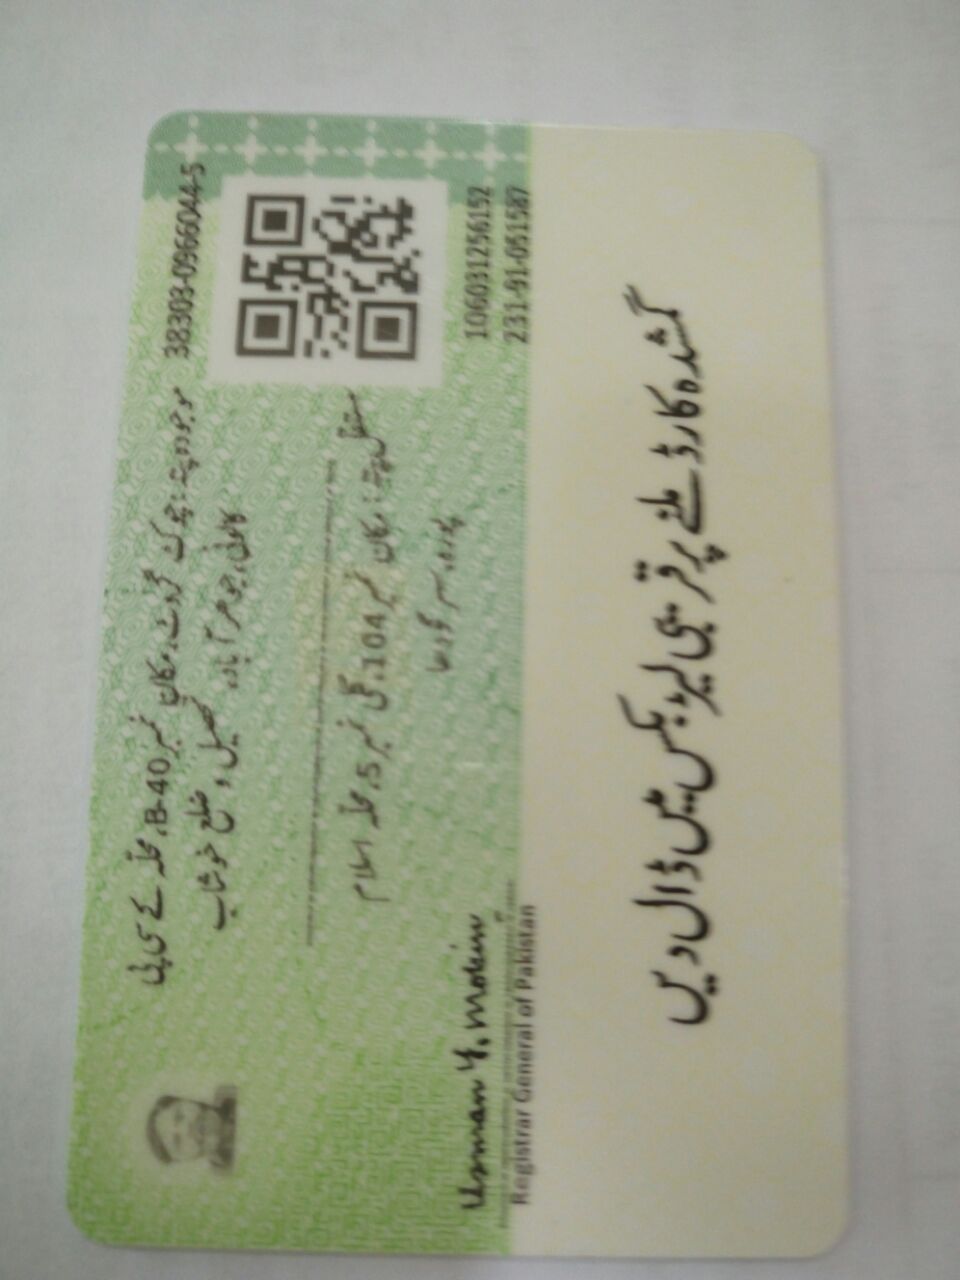 38303-0966044-5
موجودہ پتہ: چوک گروٹ، مکان نمبر B-40، محلہ کے سی پی
کالونی، جوہر آباد، تحصیل و ضلع خوشاب
مستقل پتہ: مکان نمبر 104، گلی نمبر 5، محلہ اسلام
پورہ، سرگودھا
106031256152
231-91-051587
Usman Y. Mobin
Registrar General of Pakistan
گمشدہ کارڈ ملنے پر قریبی لیٹر بکس میں ڈال دیں